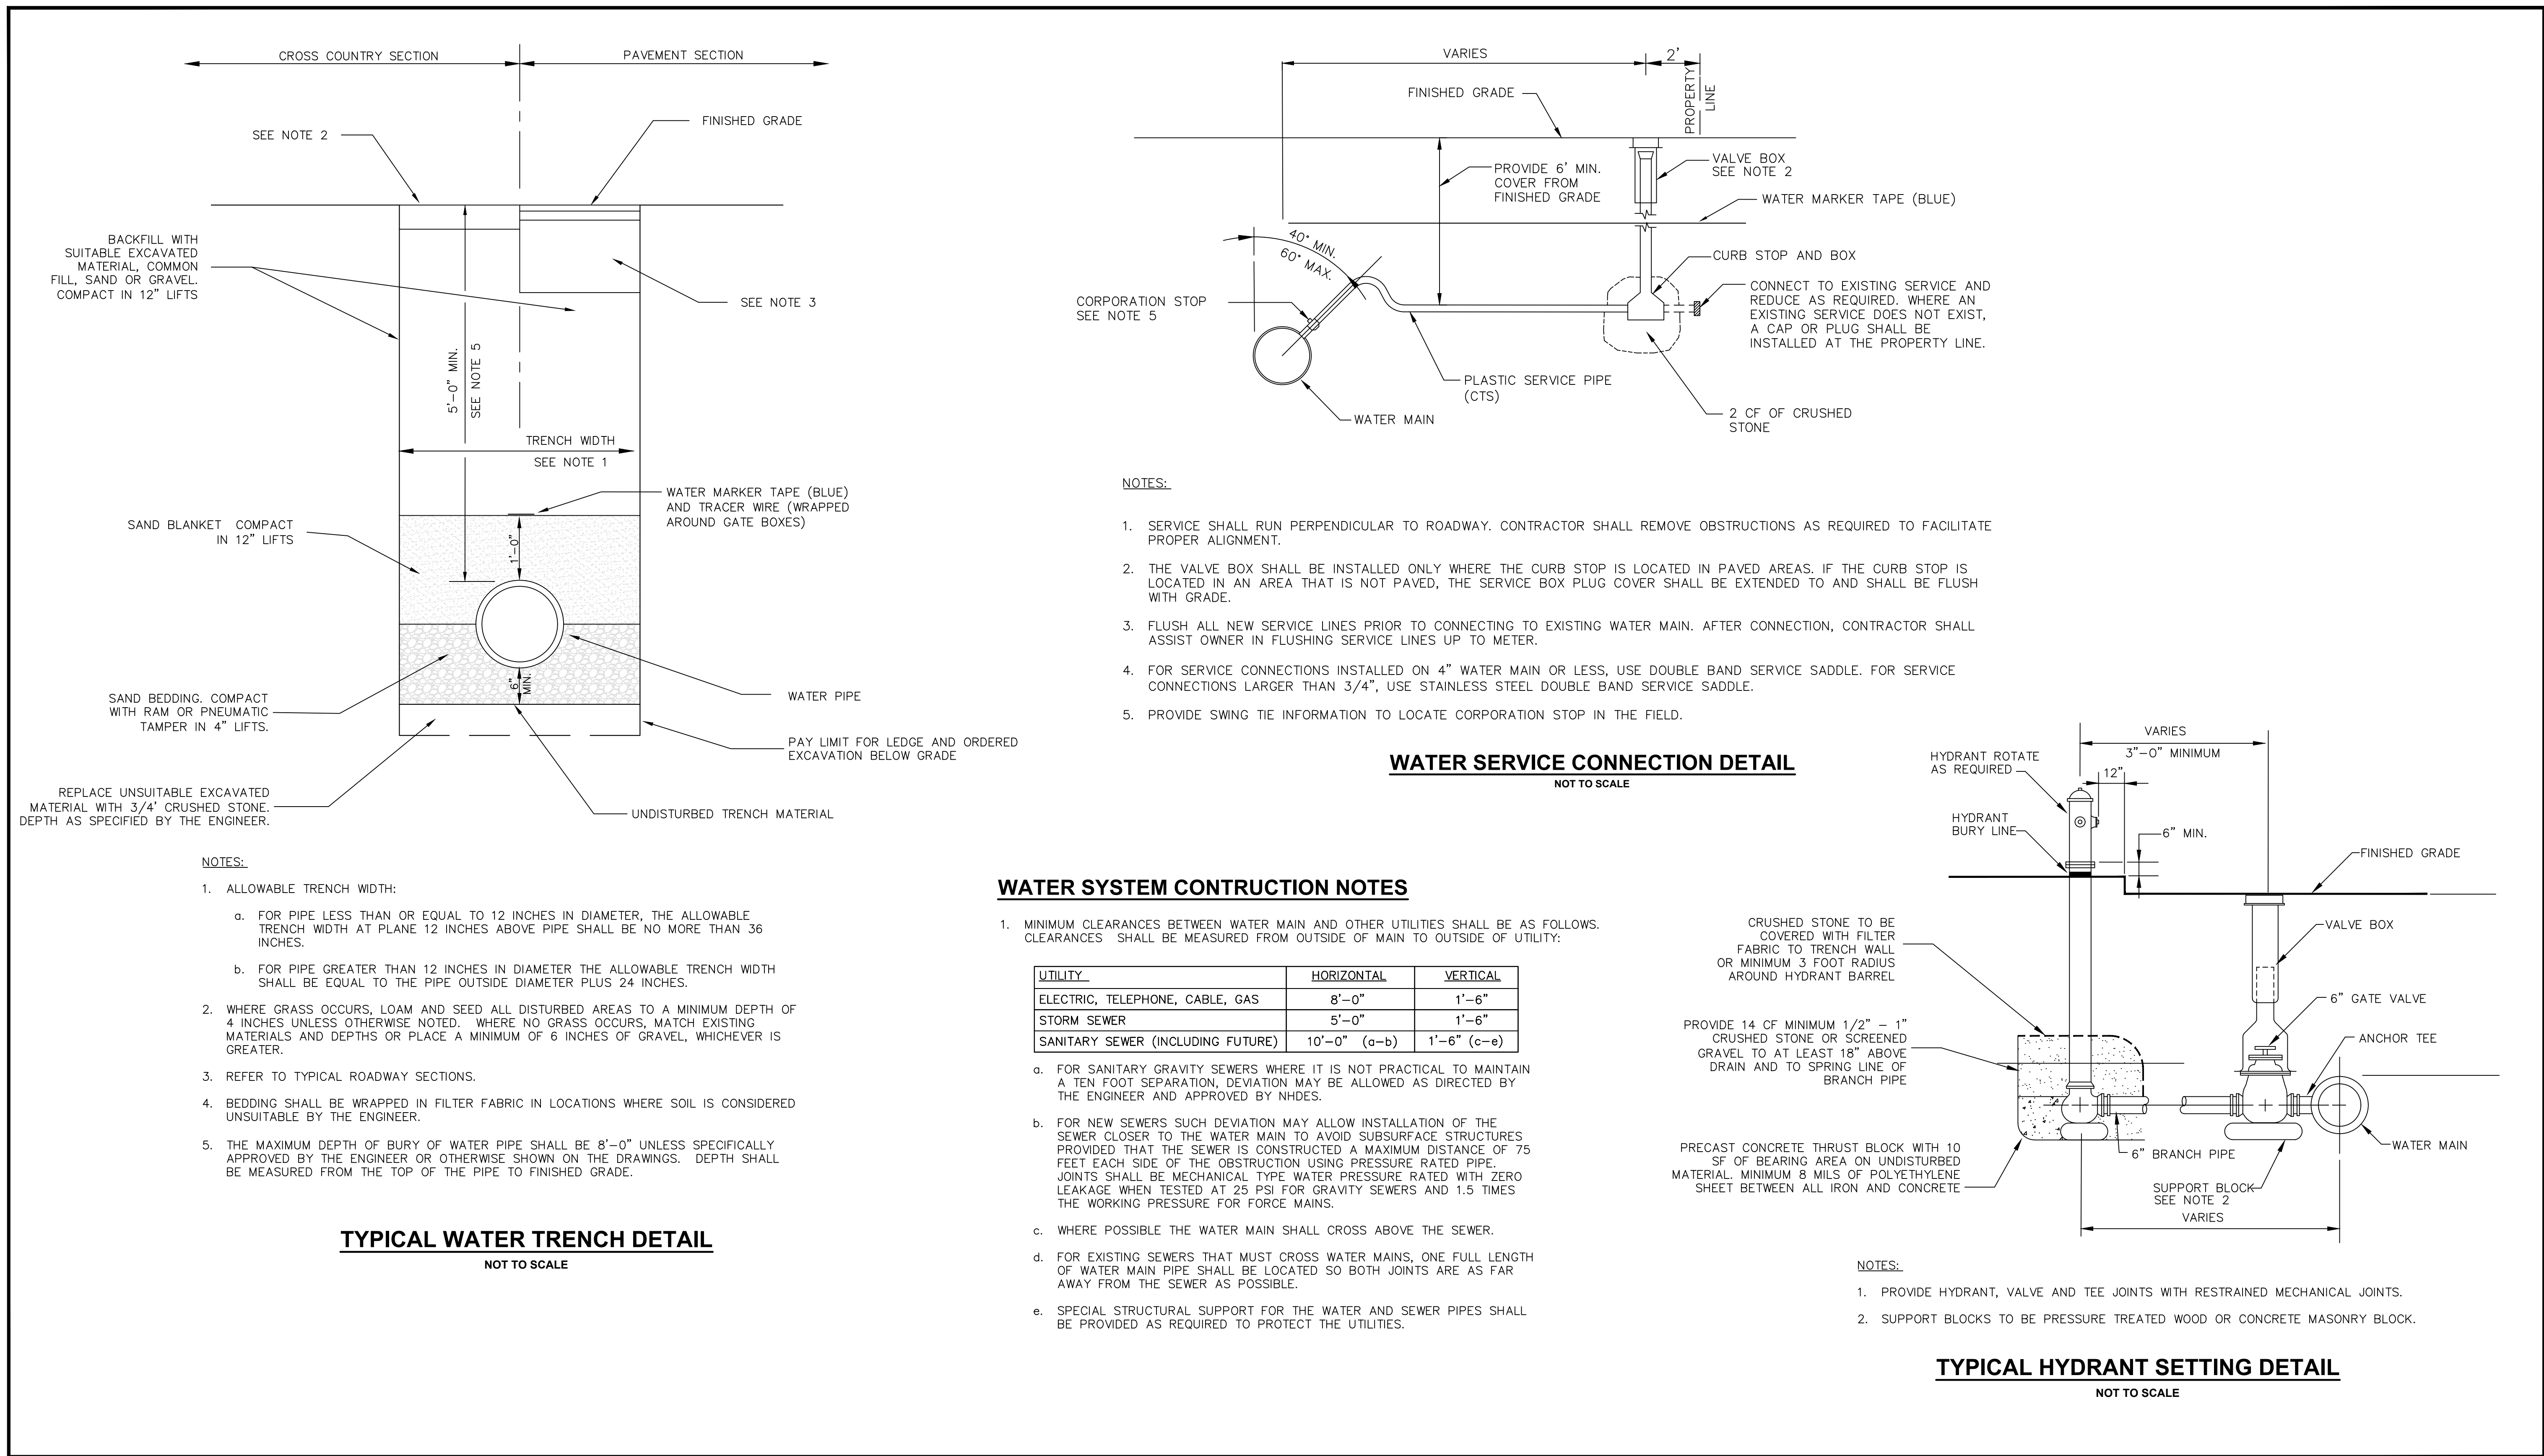 CROSS COUNTRY SECTION
PAVEMENT SECTION
SEE NOTE 2
FINISHED GRADE
BACKFILL WITH
SUITABLE EXCAVATED
MATERIAL, COMMON
FILL, SAND OR GRAVEL.
COMPACT IN 12" LIFTS
SEE NOTE 3
5'-0" MIN.
SEE NOTE 5
TRENCH WIDTH
SEE NOTE 1
WATER MARKER TAPE (BLUE)
AND TRACER WIRE (WRAPPED
AROUND GATE BOXES)
SAND BLANKET COMPACT
IN 12" LIFTS
1'-0"
6"
MIN.
WATER PIPE
SAND BEDDING. COMPACT
WITH RAM OR PNEUMATIC
TAMPER IN 4" LIFTS.
PAY LIMIT FOR LEDGE AND ORDERED
EXCAVATION BELOW GRADE
REPLACE UNSUITABLE EXCAVATED
MATERIAL WITH 3/4' CRUSHED STONE.
DEPTH AS SPECIFIED BY THE ENGINEER.
UNDISTURBED TRENCH MATERIAL
NOTES:
1. ALLOWABLE TRENCH WIDTH:
a. FOR PIPE LESS THAN OR EQUAL TO 12 INCHES IN DIAMETER, THE ALLOWABLE
TRENCH WIDTH AT PLANE 12 INCHES ABOVE PIPE SHALL BE NO MORE THAN 36
INCHES.
b. FOR PIPE GREATER THAN 12 INCHES IN DIAMETER THE ALLOWABLE TRENCH WIDTH
SHALL BE EQUAL TO THE PIPE OUTSIDE DIAMETER PLUS 24 INCHES.
2. WHERE GRASS OCCURS, LOAM AND SEED ALL DISTURBED AREAS TO A MINIMUM DEPTH OF
4 INCHES UNLESS OTHERWISE NOTED. WHERE NO GRASS OCCURS, MATCH EXISTING
MATERIALS AND DEPTHS OR PLACE A MINIMUM OF 6 INCHES OF GRAVEL, WHICHEVER IS
GREATER.
3. REFER TO TYPICAL ROADWAY SECTIONS.
4. BEDDING SHALL BE WRAPPED IN FILTER FABRIC IN LOCATIONS WHERE SOIL IS CONSIDERED
UNSUITABLE BY THE ENGINEER.
5. THE MAXIMUM DEPTH OF BURY OF WATER PIPE SHALL BE 8'-0" UNLESS SPECIFICALLY
APPROVED BY THE ENGINEER OR OTHERWISE SHOWN ON THE DRAWINGS. DEPTH SHALL
BE MEASURED FROM THE TOP OF THE PIPE TO FINISHED GRADE.
TYPICAL WATER TRENCH DETAIL
NOT TO SCALE
VARIES
2'
PROPERTY
LINE
FINISHED GRADE
PROVIDE 6' MIN.
COVER FROM
FINISHED GRADE
VALVE BOX
SEE NOTE 2
WATER MARKER TAPE (BLUE)
40° MIN.
60° MAX.
CURB STOP AND BOX
CORPORATION STOP
SEE NOTE 5
CONNECT TO EXISTING SERVICE AND
REDUCE AS REQUIRED. WHERE AN
EXISTING SERVICE DOES NOT EXIST,
A CAP OR PLUG SHALL BE
INSTALLED AT THE PROPERTY LINE.
PLASTIC SERVICE PIPE
(CTS)
WATER MAIN
2 CF OF CRUSHED
STONE
NOTES:
1. SERVICE SHALL RUN PERPENDICULAR TO ROADWAY. CONTRACTOR SHALL REMOVE OBSTRUCTIONS AS REQUIRED TO FACILITATE
PROPER ALIGNMENT.
2. THE VALVE BOX SHALL BE INSTALLED ONLY WHERE THE CURB STOP IS LOCATED IN PAVED AREAS. IF THE CURB STOP IS
LOCATED IN AN AREA THAT IS NOT PAVED, THE SERVICE BOX PLUG COVER SHALL BE EXTENDED TO AND SHALL BE FLUSH
WITH GRADE.
3. FLUSH ALL NEW SERVICE LINES PRIOR TO CONNECTING TO EXISTING WATER MAIN. AFTER CONNECTION, CONTRACTOR SHALL
ASSIST OWNER IN FLUSHING SERVICE LINES UP TO METER.
4. FOR SERVICE CONNECTIONS INSTALLED ON 4" WATER MAIN OR LESS, USE DOUBLE BAND SERVICE SADDLE. FOR SERVICE
CONNECTIONS LARGER THAN 3/4", USE STAINLESS STEEL DOUBLE BAND SERVICE SADDLE.
5. PROVIDE SWING TIE INFORMATION TO LOCATE CORPORATION STOP IN THE FIELD.
WATER SERVICE CONNECTION DETAIL
NOT TO SCALE
WATER SYSTEM CONTRUCTION NOTES
1. MINIMUM CLEARANCES BETWEEN WATER MAIN AND OTHER UTILITIES SHALL BE AS FOLLOWS.
CLEARANCES SHALL BE MEASURED FROM OUTSIDE OF MAIN TO OUTSIDE OF UTILITY:
UTILITY HORIZONTAL VERTICAL
ELECTRIC, TELEPHONE, CABLE, GAS 8'-0" 1'-6"
STORM SEWER 5'-0" 1'-6"
SANITARY SEWER (INCLUDING FUTURE) 10'-0" (a-b) 1'-6" (c-e)
a. FOR SANITARY GRAVITY SEWERS WHERE IT IS NOT PRACTICAL TO MAINTAIN
A TEN FOOT SEPARATION, DEVIATION MAY BE ALLOWED AS DIRECTED BY
THE ENGINEER AND APPROVED BY NHDES.
b. FOR NEW SEWERS SUCH DEVIATION MAY ALLOW INSTALLATION OF THE
SEWER CLOSER TO THE WATER MAIN TO AVOID SUBSURFACE STRUCTURES
PROVIDED THAT THE SEWER IS CONSTRUCTED A MAXIMUM DISTANCE OF 75
FEET EACH SIDE OF THE OBSTRUCTION USING PRESSURE RATED PIPE.
JOINTS SHALL BE MECHANICAL TYPE WATER PRESSURE RATED WITH ZERO
LEAKAGE WHEN TESTED AT 25 PSI FOR GRAVITY SEWERS AND 1.5 TIMES
THE WORKING PRESSURE FOR FORCE MAINS.
c. WHERE POSSIBLE THE WATER MAIN SHALL CROSS ABOVE THE SEWER.
d. FOR EXISTING SEWERS THAT MUST CROSS WATER MAINS, ONE FULL LENGTH
OF WATER MAIN PIPE SHALL BE LOCATED SO BOTH JOINTS ARE AS FAR
AWAY FROM THE SEWER AS POSSIBLE.
e. SPECIAL STRUCTURAL SUPPORT FOR THE WATER AND SEWER PIPES SHALL
BE PROVIDED AS REQUIRED TO PROTECT THE UTILITIES.
VARIES
3"-0" MINIMUM
HYDRANT ROTATE
AS REQUIRED
12"
HYDRANT
BURY LINE
6" MIN.
FINISHED GRADE
CRUSHED STONE TO BE
COVERED WITH FILTER
FABRIC TO TRENCH WALL
OR MINIMUM 3 FOOT RADIUS
AROUND HYDRANT BARREL
VALVE BOX
6" GATE VALVE
PROVIDE 14 CF MINIMUM 1/2" - 1"
CRUSHED STONE OR SCREENED
GRAVEL TO AT LEAST 18" ABOVE
DRAIN AND TO SPRING LINE OF
BRANCH PIPE
ANCHOR TEE
PRECAST CONCRETE THRUST BLOCK WITH 10
SF OF BEARING AREA ON UNDISTURBED
MATERIAL. MINIMUM 8 MILS OF POLYETHYLENE
SHEET BETWEEN ALL IRON AND CONCRETE
6" BRANCH PIPE
WATER MAIN
SUPPORT BLOCK
SEE NOTE 2
VARIES
NOTES:
1. PROVIDE HYDRANT, VALVE AND TEE JOINTS WITH RESTRAINED MECHANICAL JOINTS.
2. SUPPORT BLOCKS TO BE PRESSURE TREATED WOOD OR CONCRETE MASONRY BLOCK.
TYPICAL HYDRANT SETTING DETAIL
NOT TO SCALE